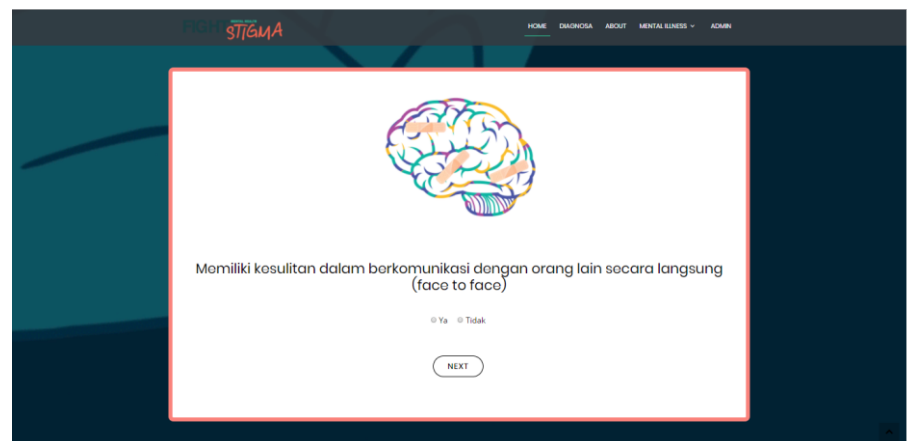 FIGHT
STIGMA
HOME DIAGNOSA ABOUT MENTAL ILLNESS ADMIN
Memiliki kesulitan dalam berkomunikasi dengan orang lain secara langsung
(face to face)
Ya Tidak
NEXT